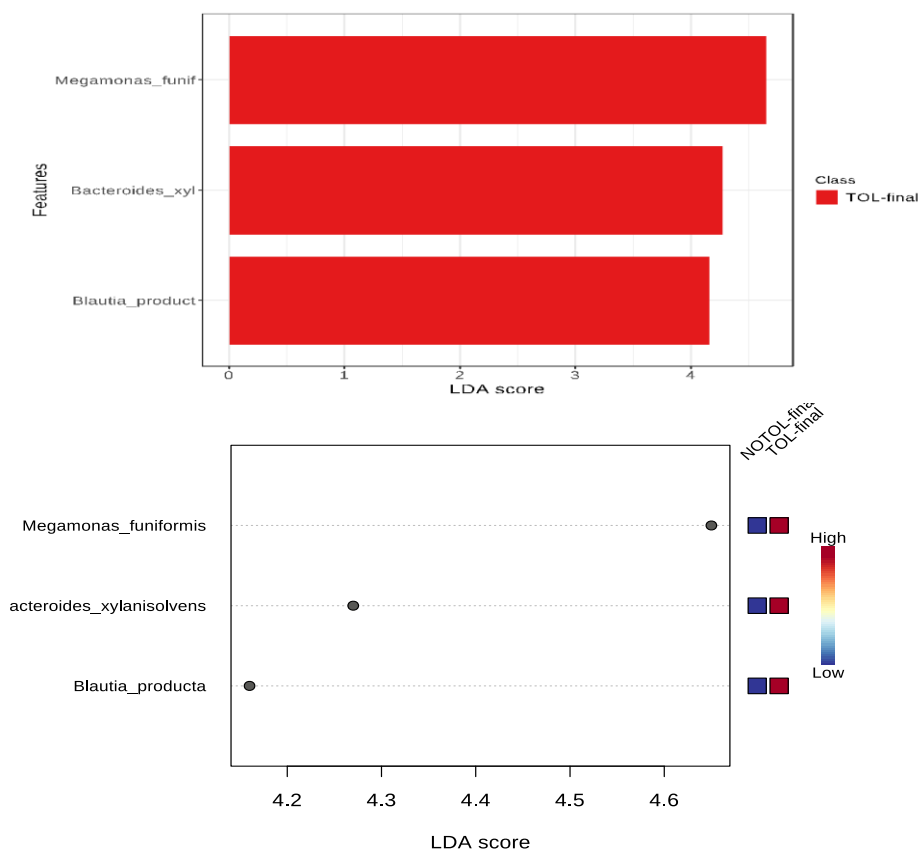 Megamonas_funif
Bacteroides_xyl
Blautia_product
Features
0 1 2 3 4
LDA score
Class
TOL-final
NOTOL-fina
TOL-final
Megamonas_funiformis
acteroides_xylanisolvens
Blautia_producta
High
Low
4.2 4.3 4.4 4.5 4.6
LDA score